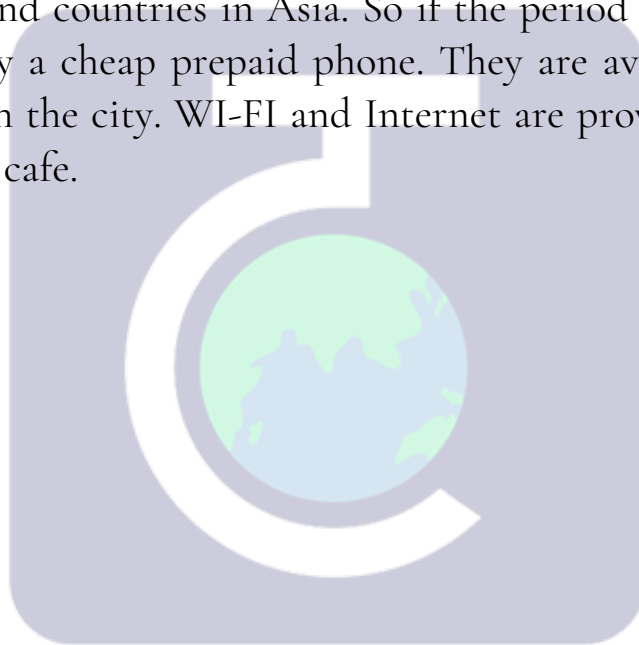 nd countries in Asia. So if the period
y a cheap prepaid phone. They are av
n the city. WI-FI and Internet are prov
cafe.